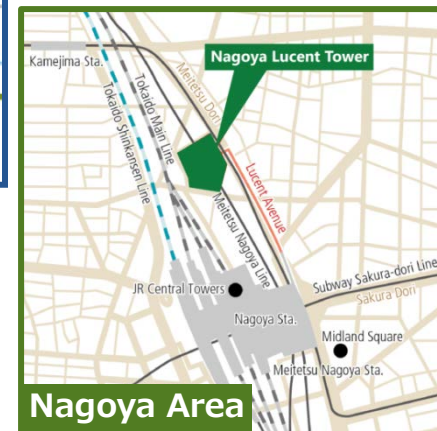 Nagoya Lucent Tower
Kamejima Sta.
Meitetsu Dori
Tokaido Main Line
Tokaido Shinkansen Line
Lucent Avenue
Meitetsu Nagoya Line
JR Central Towers
Subway Sakura-dori Line
Sakura Dori
Nagoya Sta.
Midland Square
Meitetsu Nagoya Sta.
Nagoya Area